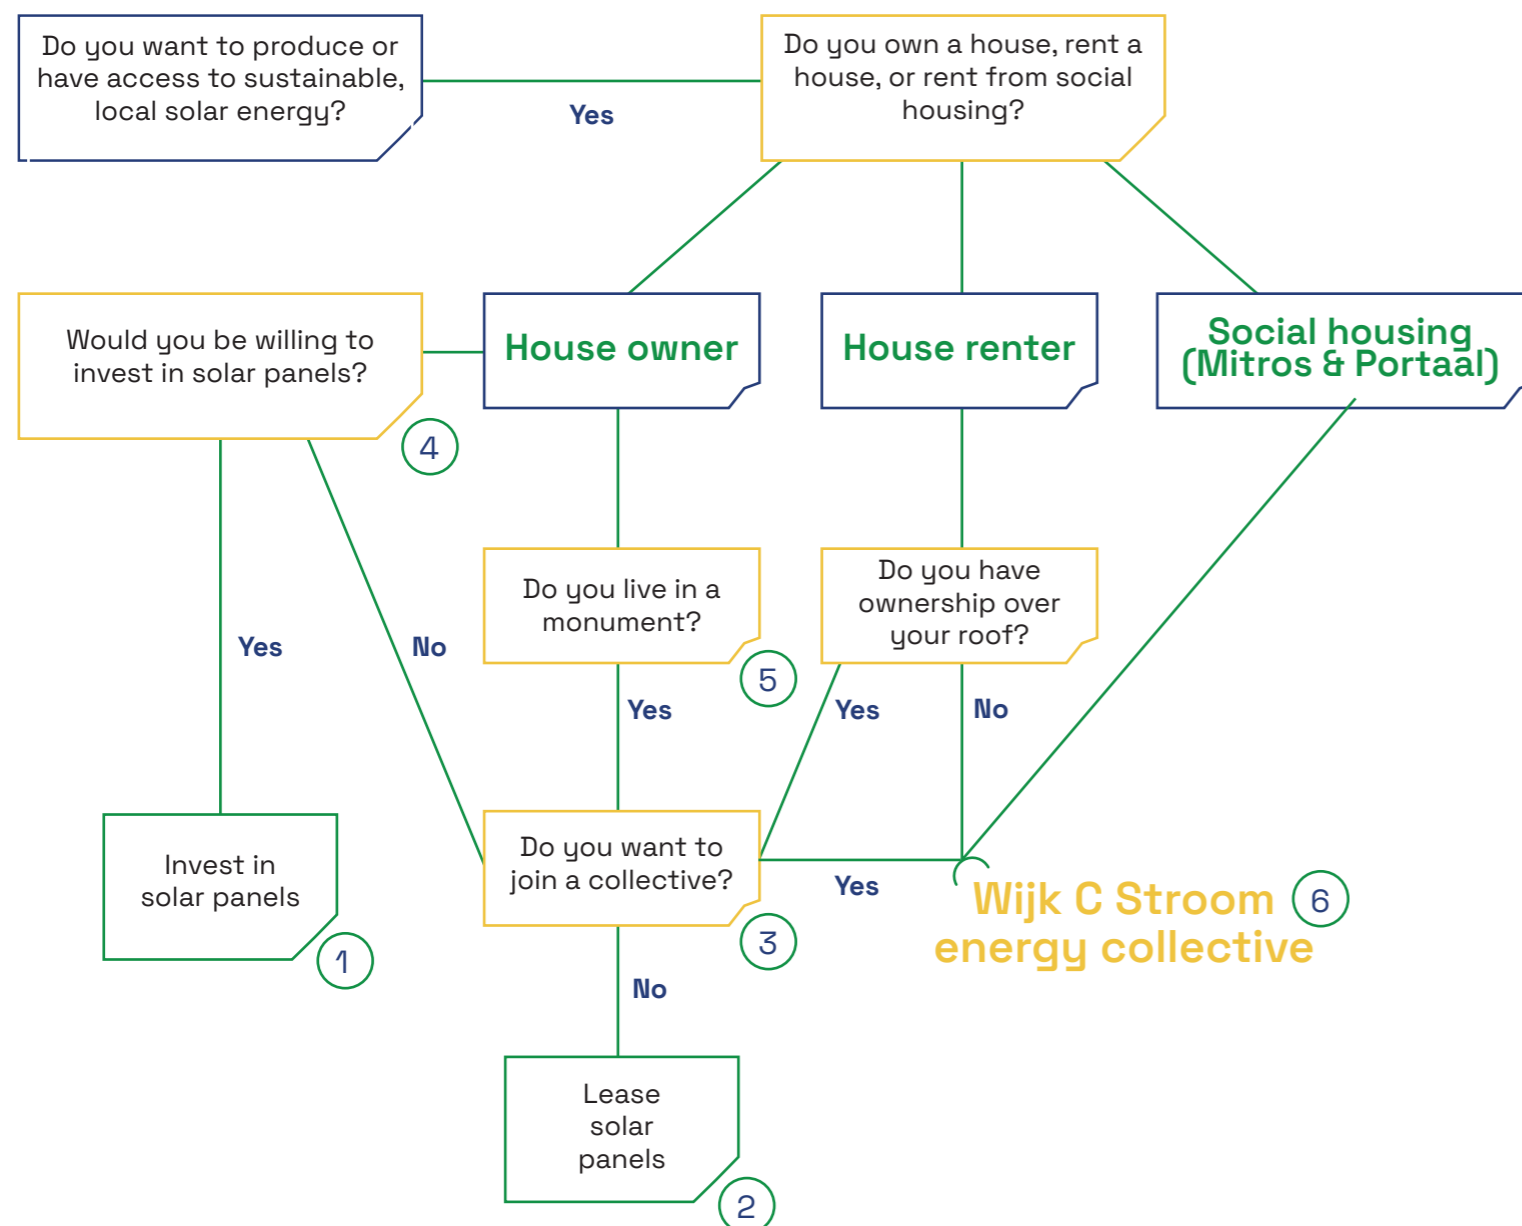 Do you want to produce or
have access to sustainable,
local solar energy?
Yes
Do you own a house, rent a
house, or rent from social
housing?
Would you be willing to
invest in solar panels?
4
House owner
House renter
Social housing
(Mitros & Portaal)
Do you live in a
monument?
5
Do you have
ownership over
your roof?
Yes
No
Yes
Yes
No
Invest in
solar panels
1
Do you want to
join a collective?
3
Yes
Wijk C Stroom
energy collective
6
No
Lease
solar
panels
2